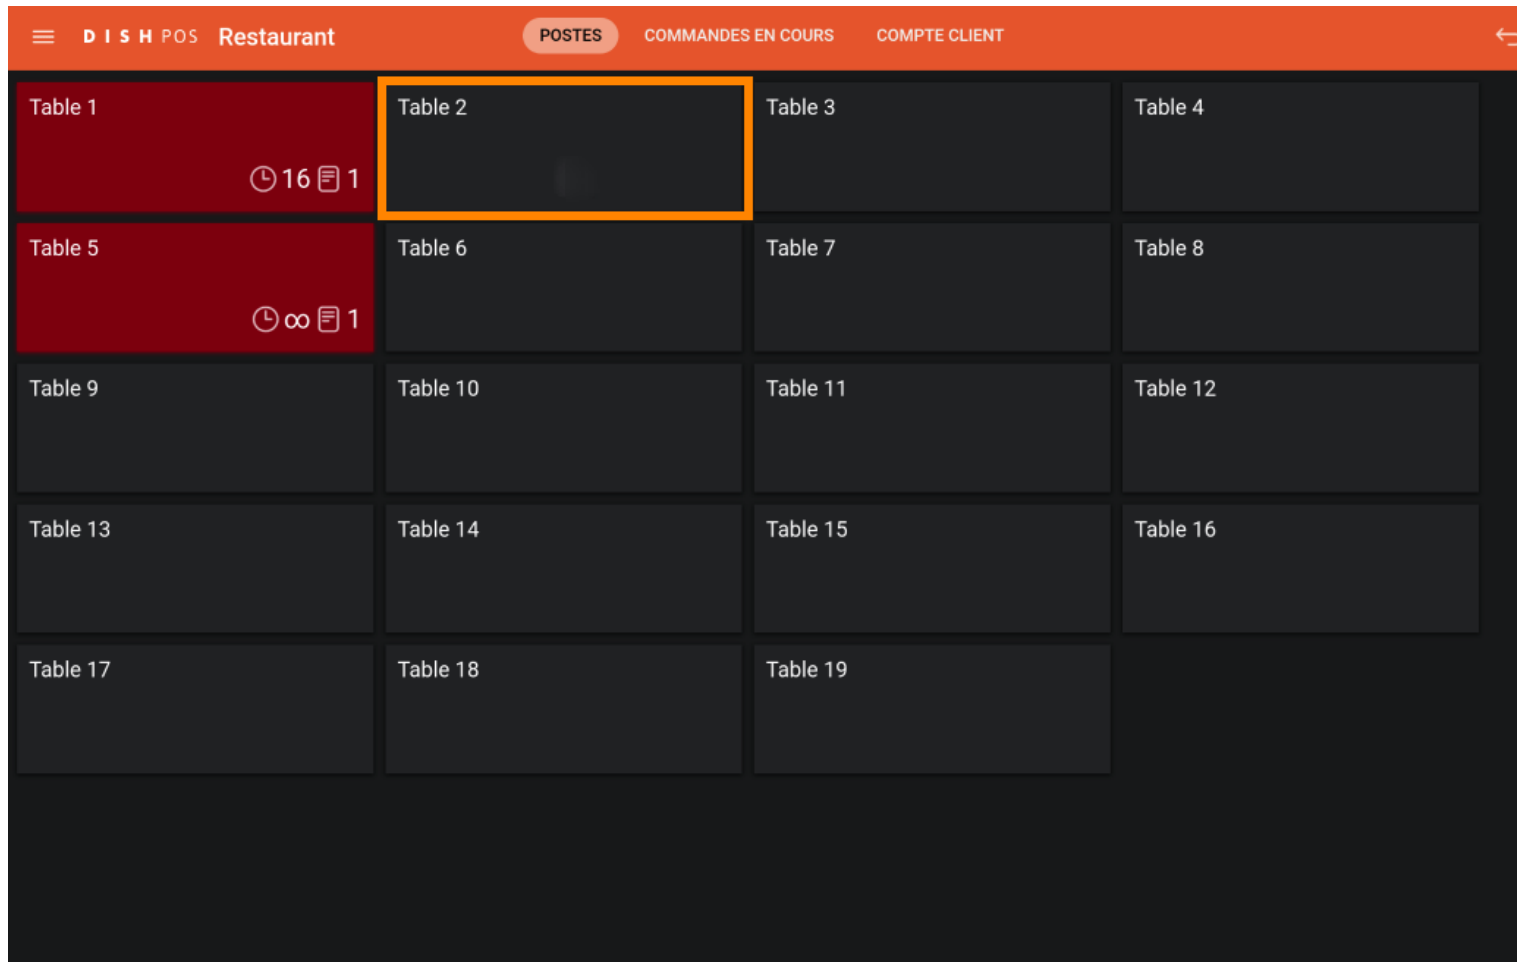 DISH POS Restaurant POSTES COMMANDES EN COURS COMPTE CLIENT
Table 1 Table 2 Table 3 Table 4
16 1
Table 5 Table 6 Table 7 Table 8
∞ 1
Table 9 Table 10 Table 11 Table 12
Table 13 Table 14 Table 15 Table 16
Table 17 Table 18 Table 19